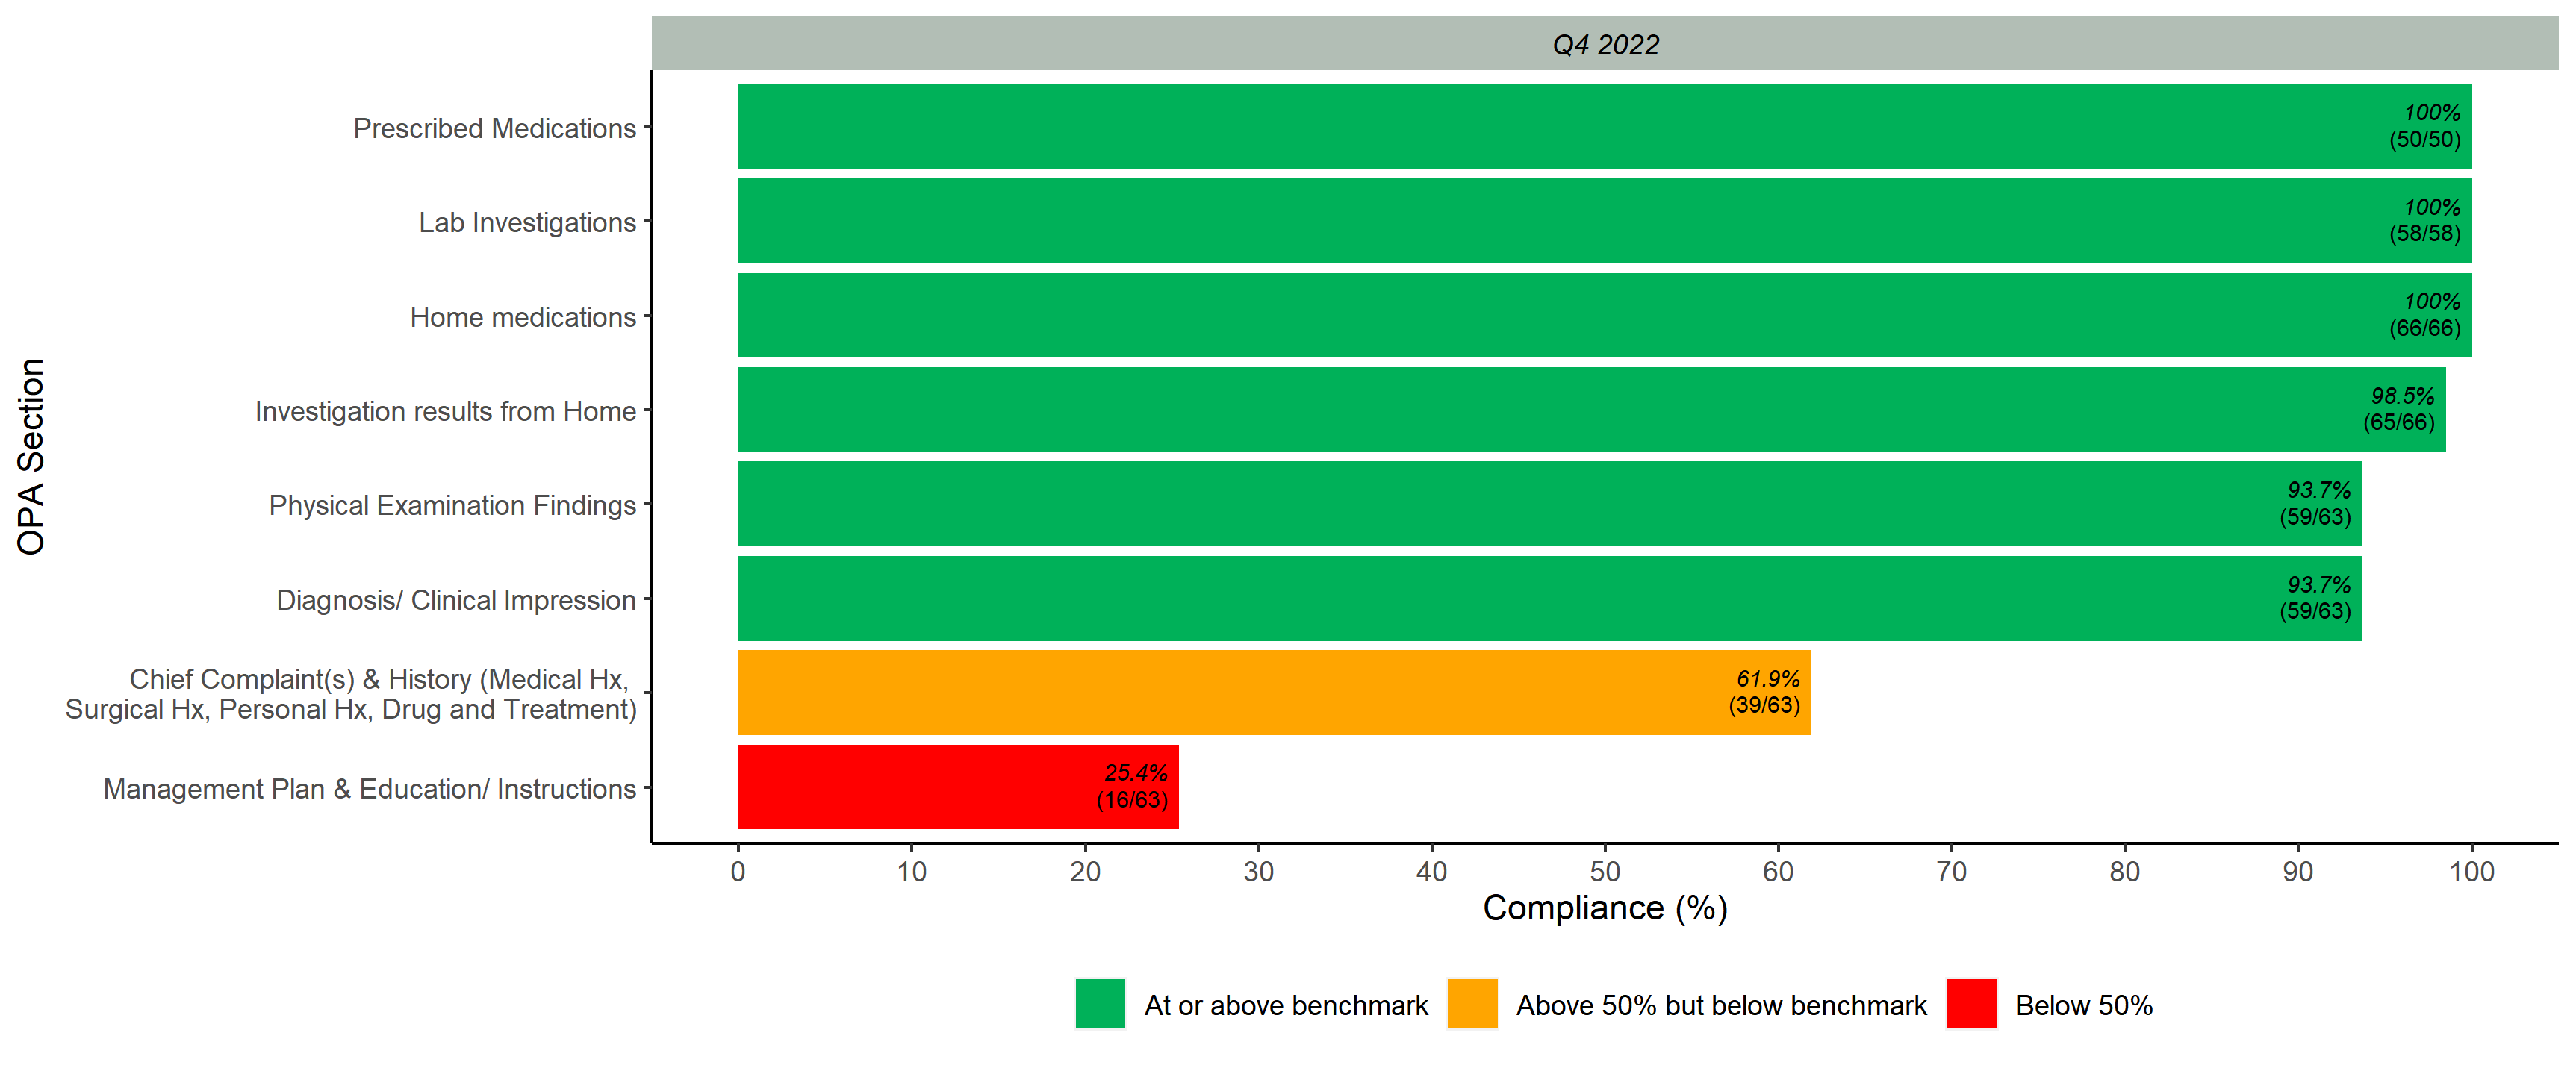 Q4 2022
OPA Section
Prescribed Medications
100%
(50/50)
Lab Investigations
100%
(58/58)
Home medications
100%
(66/66)
Investigation results from Home
98.5%
(65/66)
Physical Examination Findings
93.7%
(59/63)
Diagnosis/ Clinical Impression
93.7%
(59/63)
Chief Complaint(s) & History (Medical Hx,
Surgical Hx, Personal Hx, Drug and Treatment)
61.9%
(39/63)
Management Plan & Education/ Instructions
25.4%
(16/63)
0 10 20 30 40 50 60 70 80 90 100
Compliance (%)
At or above benchmark
Above 50% but below benchmark
Below 50%